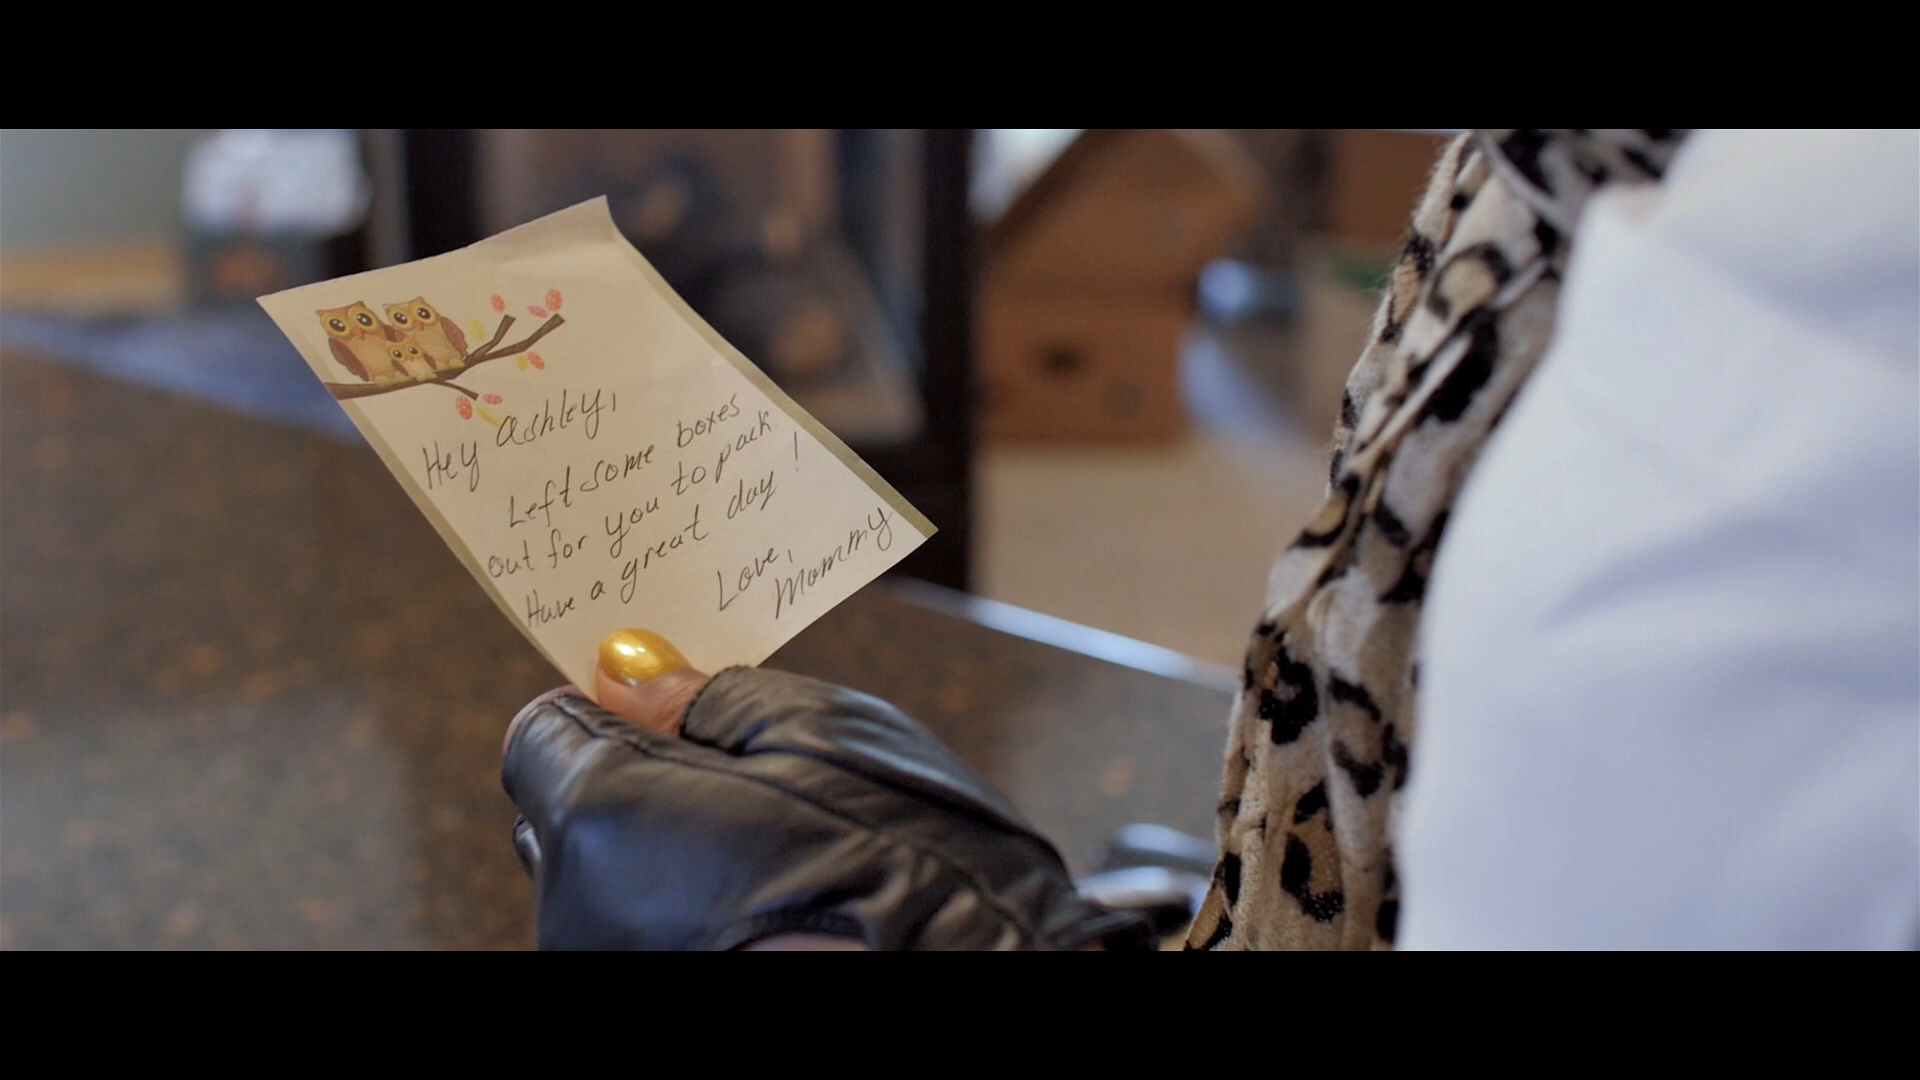 Hey Ashley,
Left some boxes
out for you to pack
Have a great day!
Love,
Mommy